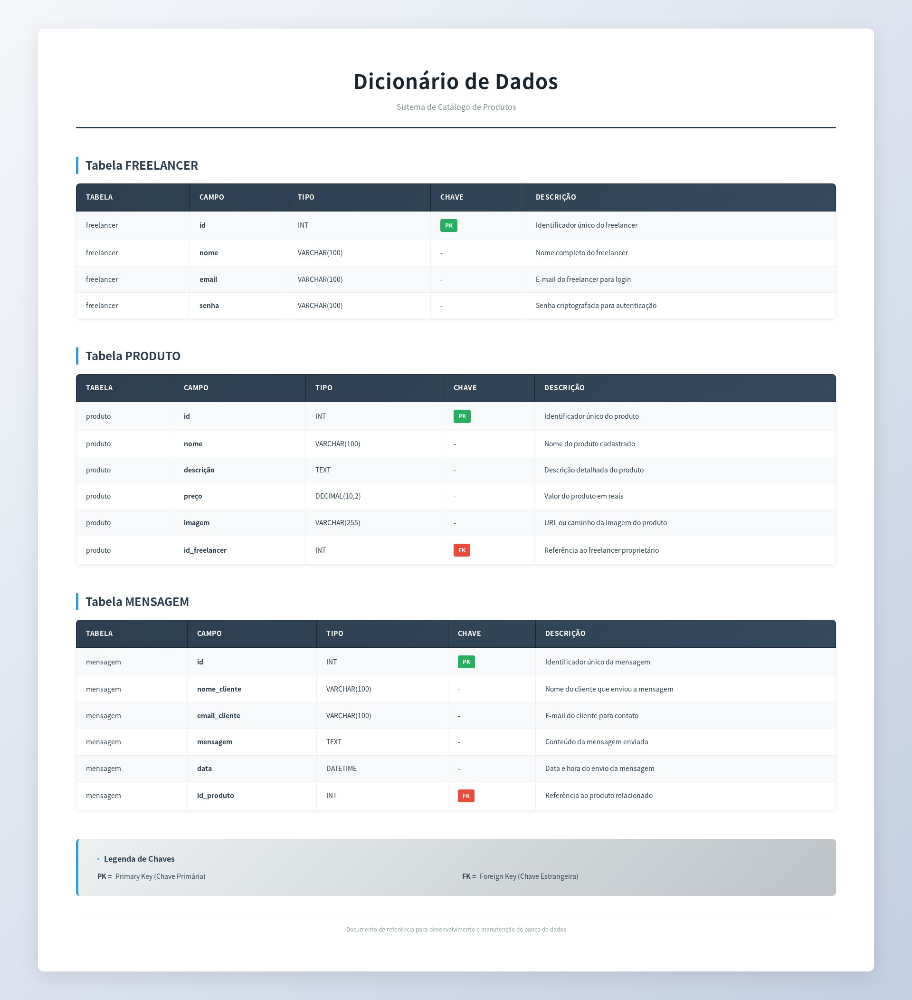 Dicionário de Dados
Sistema de Catálogo de Produtos
Tabela FREELANCER
TABELA CAMPO TIPO CHAVE DESCRIÇÃO
freelancer id INT PK Identificador único do freelancer
freelancer nome VARCHAR(100) - Nome completo do freelancer
freelancer email VARCHAR(100) - E-mail do freelancer para login
freelancer senha VARCHAR(100) - Senha criptografada para autenticação
Tabela PRODUTO
TABELA CAMPO TIPO CHAVE DESCRIÇÃO
produto id INT PK Identificador único do produto
produto nome VARCHAR(100) - Nome do produto cadastrado
produto descrição TEXT - Descrição detalhada do produto
produto preço DECIMAL(10,2) - Valor do produto em reais
produto imagem VARCHAR(255) - URL ou caminho da imagem do produto
produto id_freelancer INT FK Referência ao freelancer proprietário
Tabela MENSAGEM
TABELA CAMPO TIPO CHAVE DESCRIÇÃO
mensagem id INT PK Identificador único da mensagem
mensagem nome_cliente VARCHAR(100) - Nome do cliente que enviou a mensagem
mensagem email_cliente VARCHAR(100) - E-mail do cliente para contato
mensagem mensagem TEXT - Conteúdo da mensagem enviada
mensagem data DATETIME - Data e hora do envio da mensagem
mensagem id_produto INT FK Referência ao produto relacionado
• Legenda de Chaves
PK = Primary Key (Chave Primária) FK = Foreign Key (Chave Estrangeira)
Documento de referência para desenvolvimento e manutenção do banco de dados